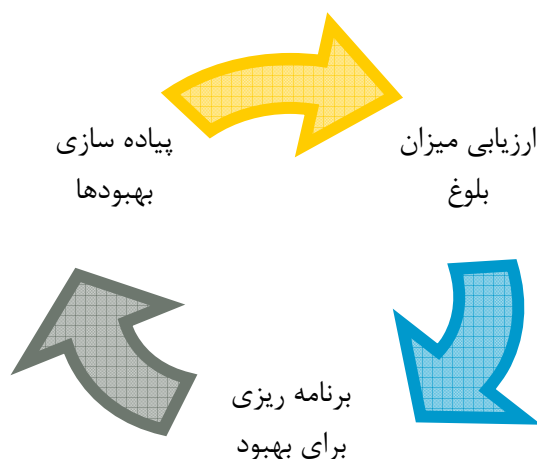 ارزیابی میزان
بلوغ
پیاده سازی
بهبودها
برنامه ریزی
برای بهبود